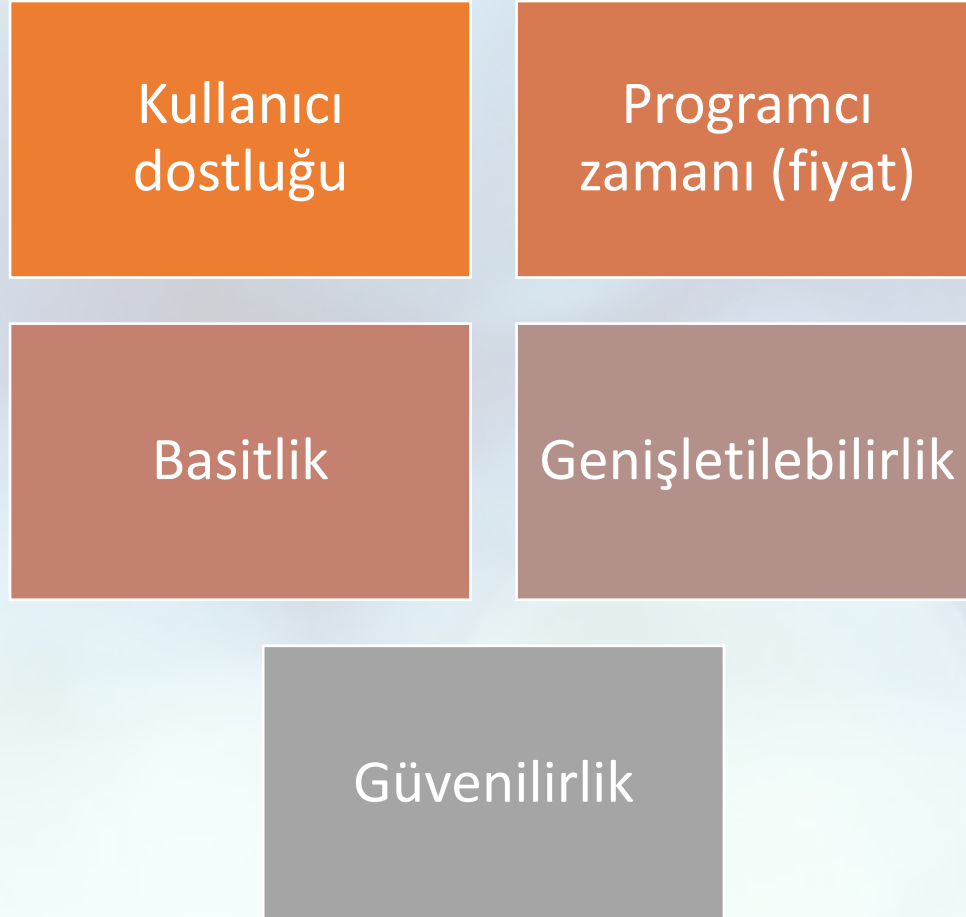 Kullanıcı
dostluğu
Programcı
zamanı (fiyat)
Basitlik
Genişletilebilirlik
Güvenilirlik